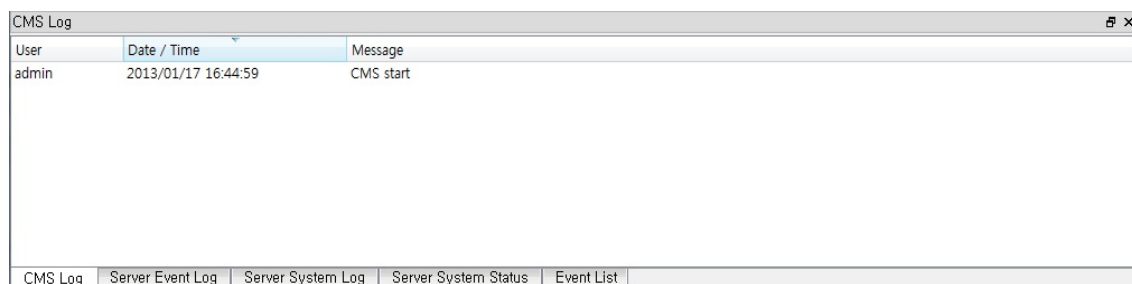 CMS Log
User Date / Time Message
admin 2013/01/17 16:44:59 CMS start
CMS Log Server Event Log Server System Log Server System Status Event List